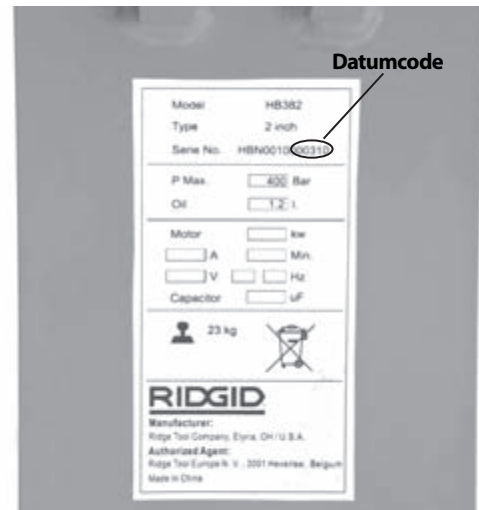 Datumcode
Model HB382
Type 2 inch
Serie No. HBN0010000310
P Max. 400 Bar
Oil 1.2 l.
Motor kw
A Min.
V Hz
Capacitor uF
23 kg
RIDGID
Manufacturer:
Ridge Tool Company, Elyria, OH / U.S.A.
Authorized Agent:
Ridge Tool Europe N. V., 3001 Heverlee, Belgium
Made in China